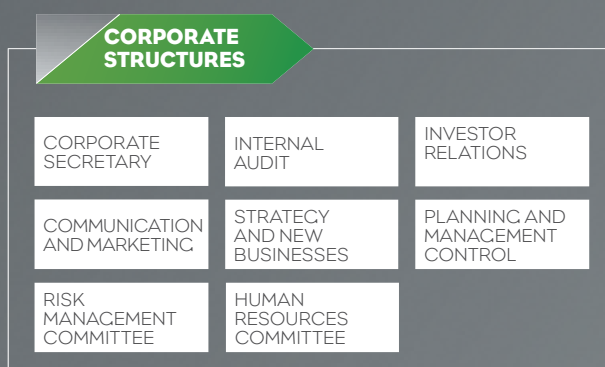 CORPORATE
STRUCTURES
CORPORATE
SECRETARY
INTERNAL
AUDIT
INVESTOR
RELATIONS
COMMUNICATION
AND MARKETING
STRATEGY
AND NEW
BUSINESSES
PLANNING AND
MANAGEMENT
CONTROL
RISK
MANAGEMENT
COMMITTEE
HUMAN
RESOURCES
COMMITTEE